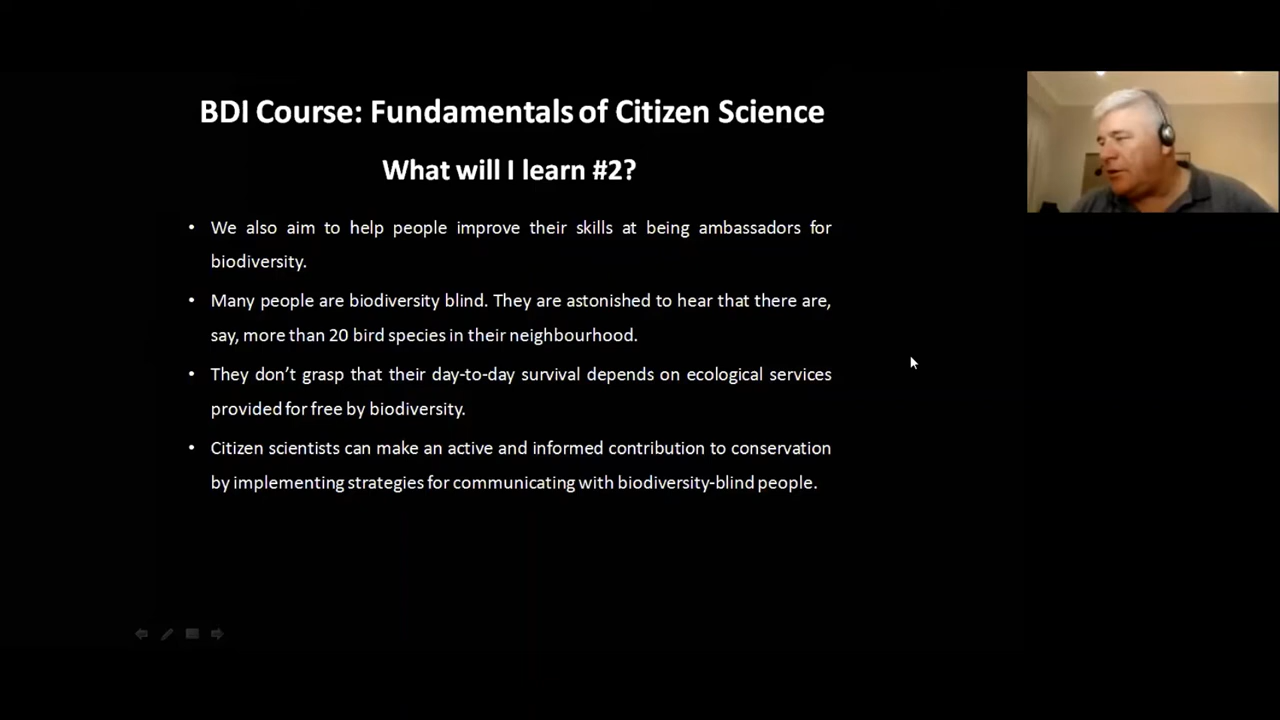 BDI Course: Fundamentals of Citizen Science
What will I learn #2?
• We also aim to help people improve their skills at being ambassadors for
biodiversity.
• Many people are biodiversity blind. They are astonished to hear that there are,
say, more than 20 bird species in their neighbourhood.
• They don’t grasp that their day-to-day survival depends on ecological services
provided for free by biodiversity.
• Citizen scientists can make an active and informed contribution to conservation
by implementing strategies for communicating with biodiversity-blind people.